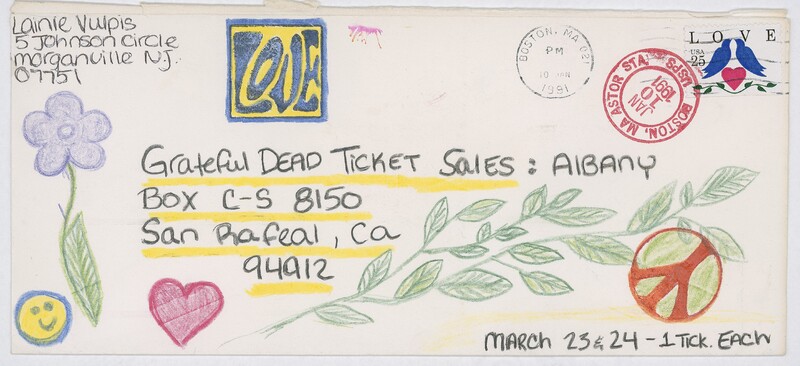 Lainie Vulpis
5 Johnson Circle
Morganville N.J.
07751
LOVE
BOSTON, MA 021
PM
10 JAN
1991
BOSTON, MA ASTOR STA. USPS
JAN
10
1991
LOVE
USA
25
Grateful DEAD TICKET SALES : ALBANY
BOX C-S 8150
San Rafeal, Ca
94912
MARCH 23 & 24 - 1 TICK. EACH